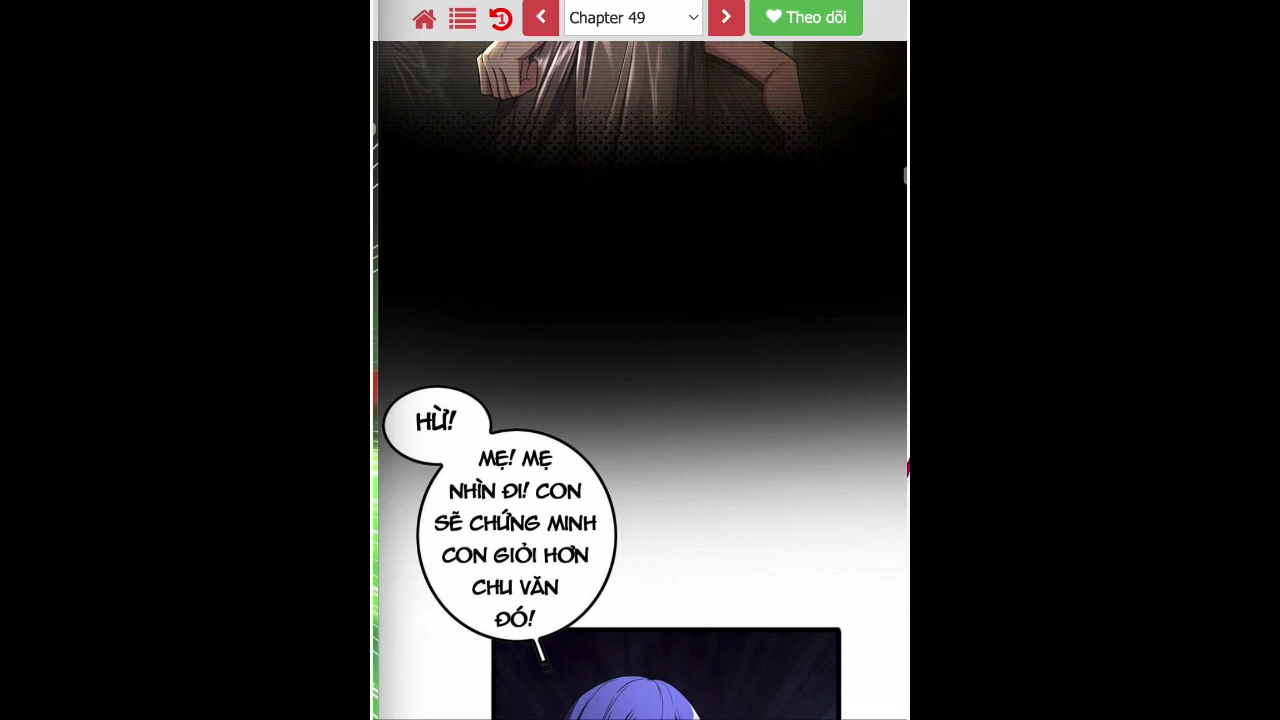 Chapter 49
Theo dõi
HỪ!
MẸ! MẸ
NHÌN ĐI! CON
SẼ CHỨNG MINH
CON GIỎI HƠN
CHU VĂN
ĐÓ!